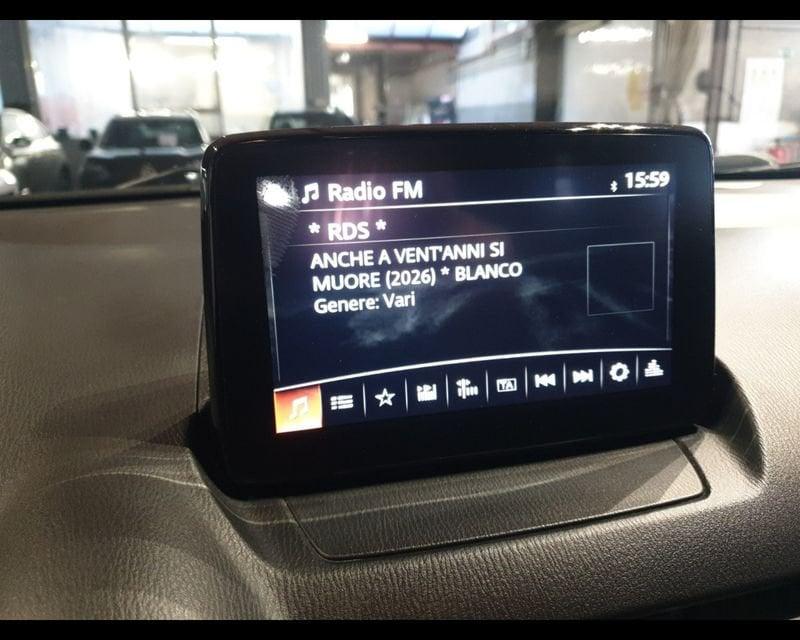 Radio FM 15:59
* RDS *
ANCHE A VENT'ANNI SI
MUORE (2026) * BLANCO
Genere: Vari
TA